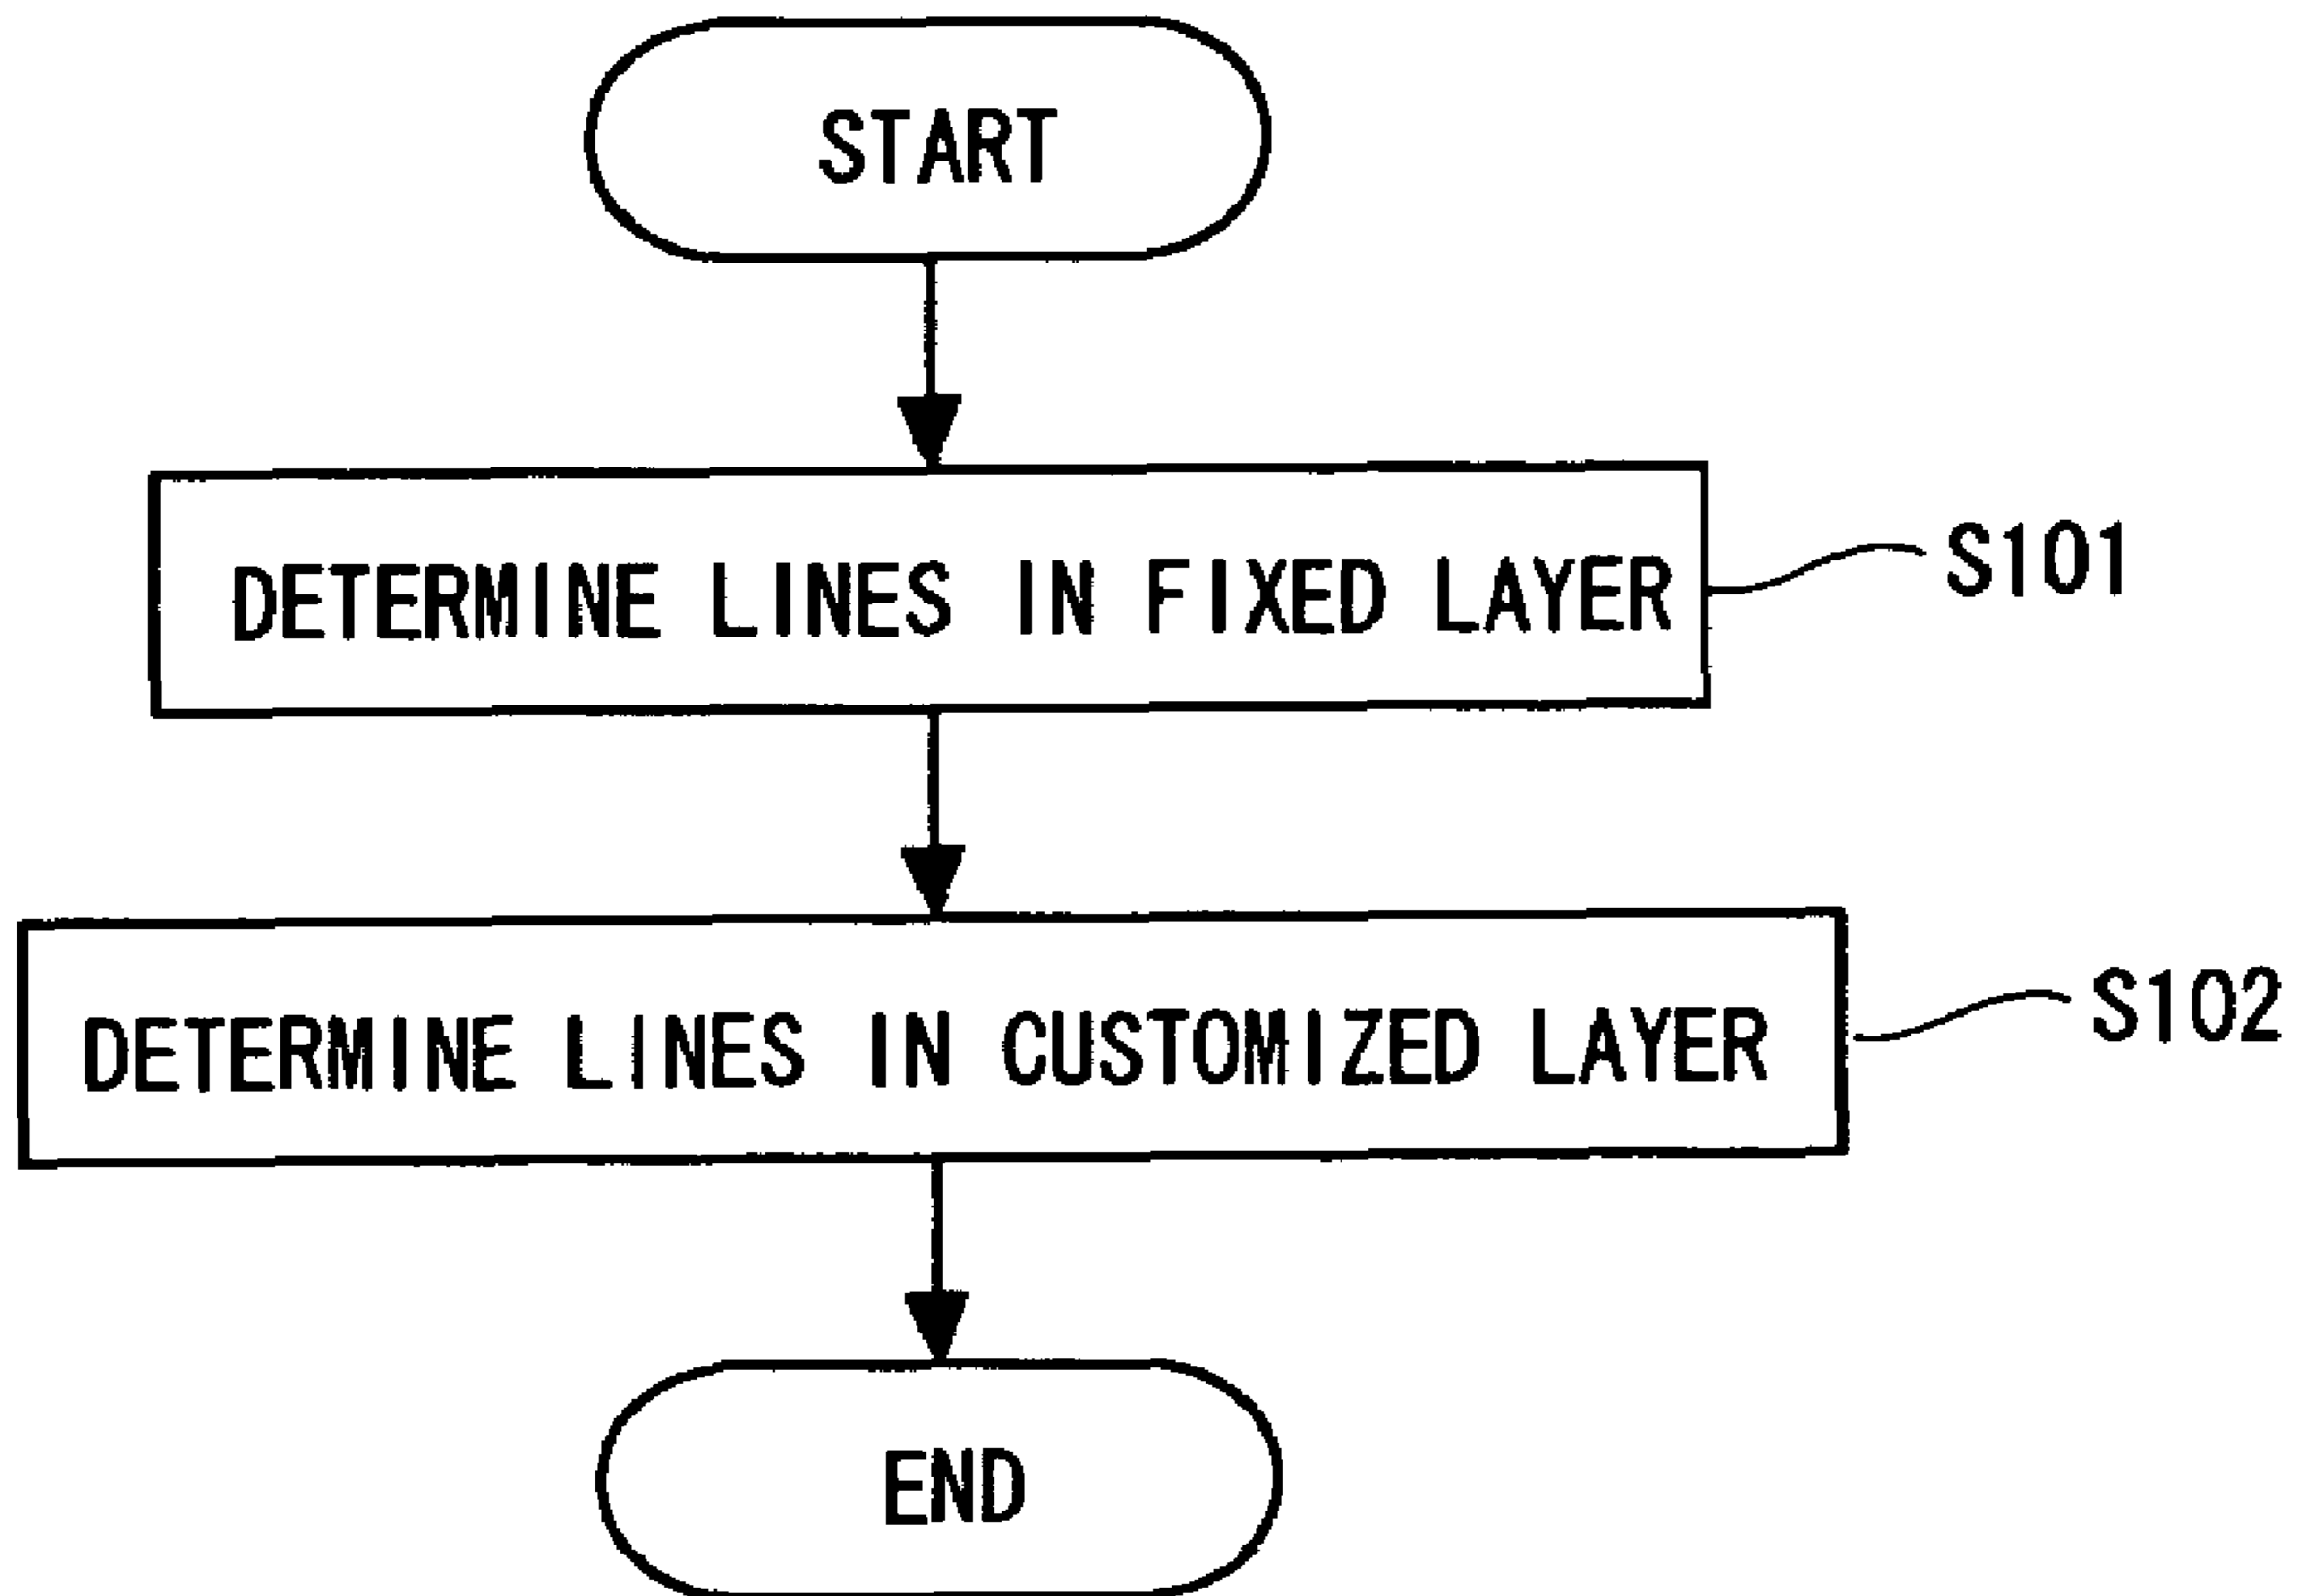 START
DETERMINE LINES IN FIXED LAYER
S101
DETERMINE LINES IN CUSTOMIZED LAYER
S102
END